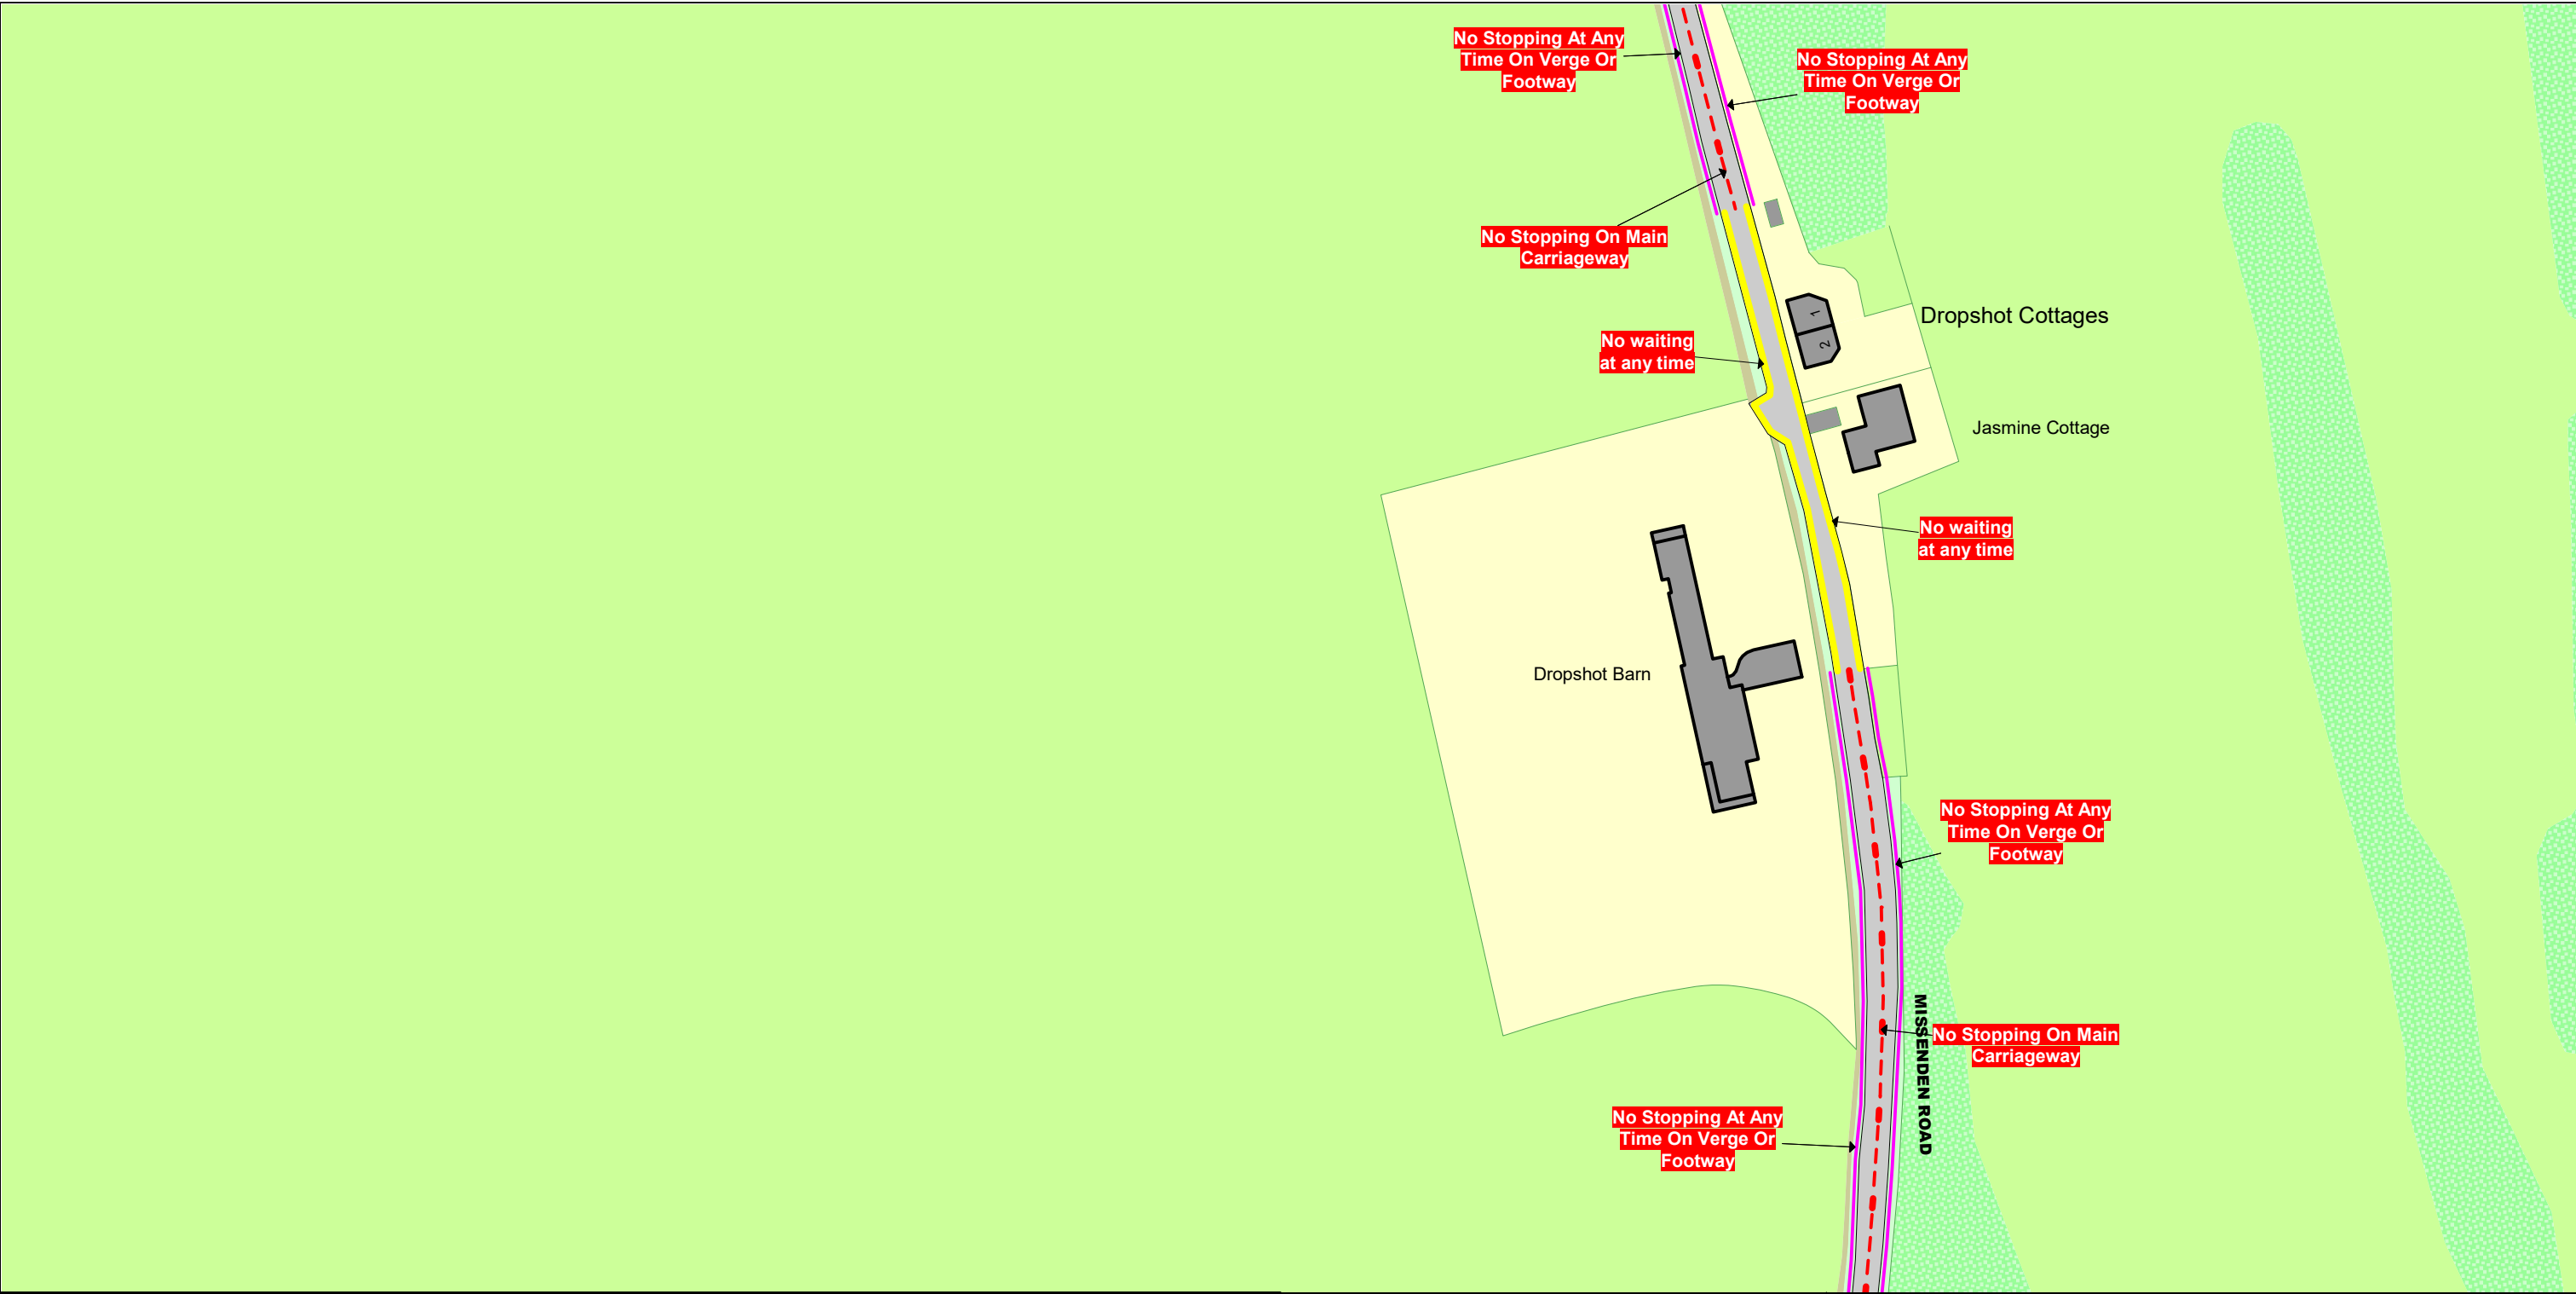 No Stopping At Any
Time On Verge Or
Footway
No Stopping At Any
Time On Verge Or
Footway
No Stopping On Main
Carriageway
1
2
Dropshot Cottages
No waiting
at any time
Jasmine Cottage
No waiting
at any time
Dropshot Barn
No Stopping At Any
Time On Verge Or
Footway
MISSENDEN ROAD
No Stopping On Main
Carriageway
No Stopping At Any
Time On Verge Or
Footway